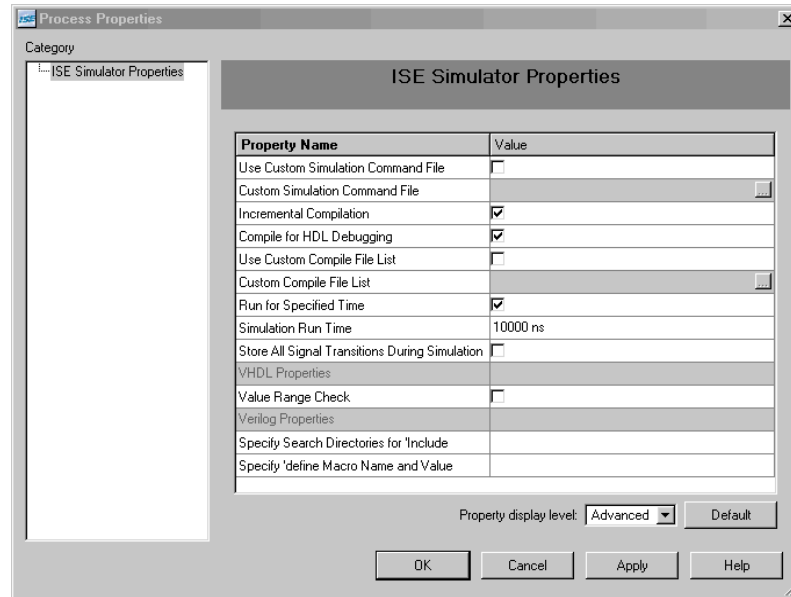 ISE Process Properties
Category
ISE Simulator Properties
ISE Simulator Properties
Property Name Value
Use Custom Simulation Command File
Custom Simulation Command File ...
Incremental Compilation
Compile for HDL Debugging
Use Custom Compile File List
Custom Compile File List ...
Run for Specified Time
Simulation Run Time 10000 ns
Store All Signal Transitions During Simulation
VHDL Properties
Value Range Check
Verilog Properties
Specify Search Directories for 'Include
Specify 'define Macro Name and Value
Property display level: Advanced Default
OK Cancel Apply Help